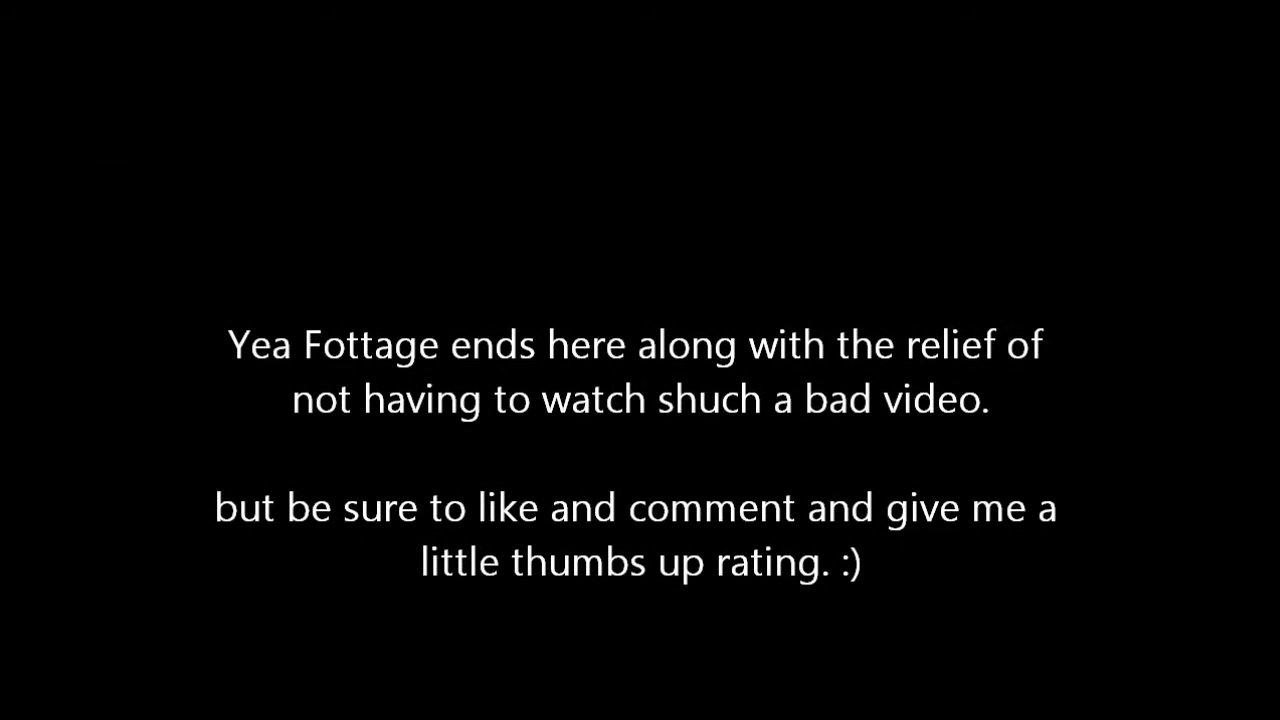 Yea Fottage ends here along with the relief of
not having to watch shuch a bad video.
but be sure to like and comment and give me a
little thumbs up rating. :)